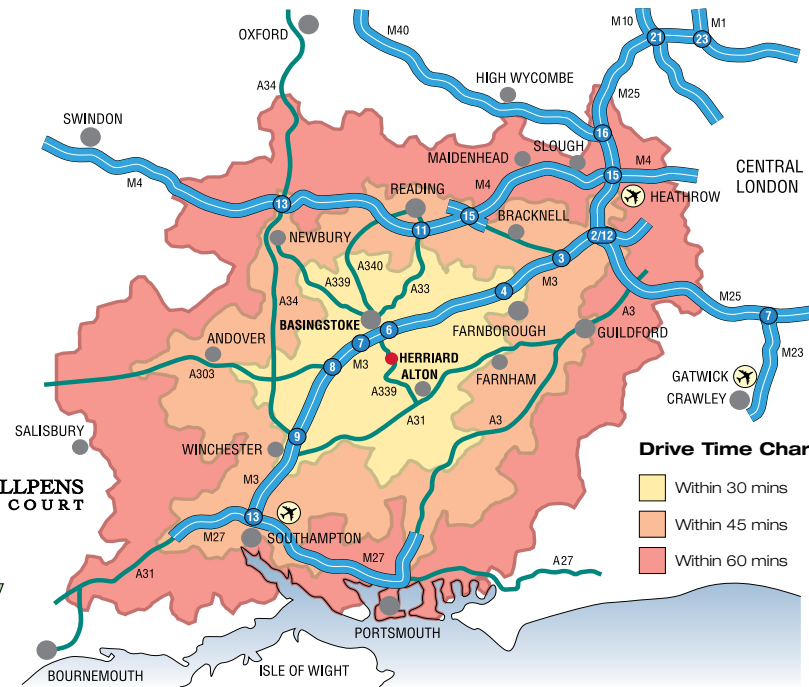 M10
M1
OXFORD
M40
21
23
HIGH WYCOMBE
M25
A34
SWINDON
16
MAIDENHEAD
SLOUGH
M4
M4
M4
15
CENTRAL
LONDON
HEATHROW
READING
13
15
BRACKNELL
11
2/12
NEWBURY
A340
3
M3
A339
A33
4
M25
A34
A3
BASINGSTOKE
6
FARNBOROUGH
GUILDFORD
7
7
ANDOVER
HERRIARD
8
M3
ALTON
M23
A303
FARNHAM
GATWICK
A339
CRAWLEY
A31
A3
SALISBURY
9
WINCHESTER
Drive Time Char
M3
LLPENS
COURT
Within 30 mins
13
Within 45 mins
M27
SOUTHAMPTON
M27
Within 60 mins
A31
A27
7
PORTSMOUTH
BOURNEMOUTH
ISLE OF WIGHT